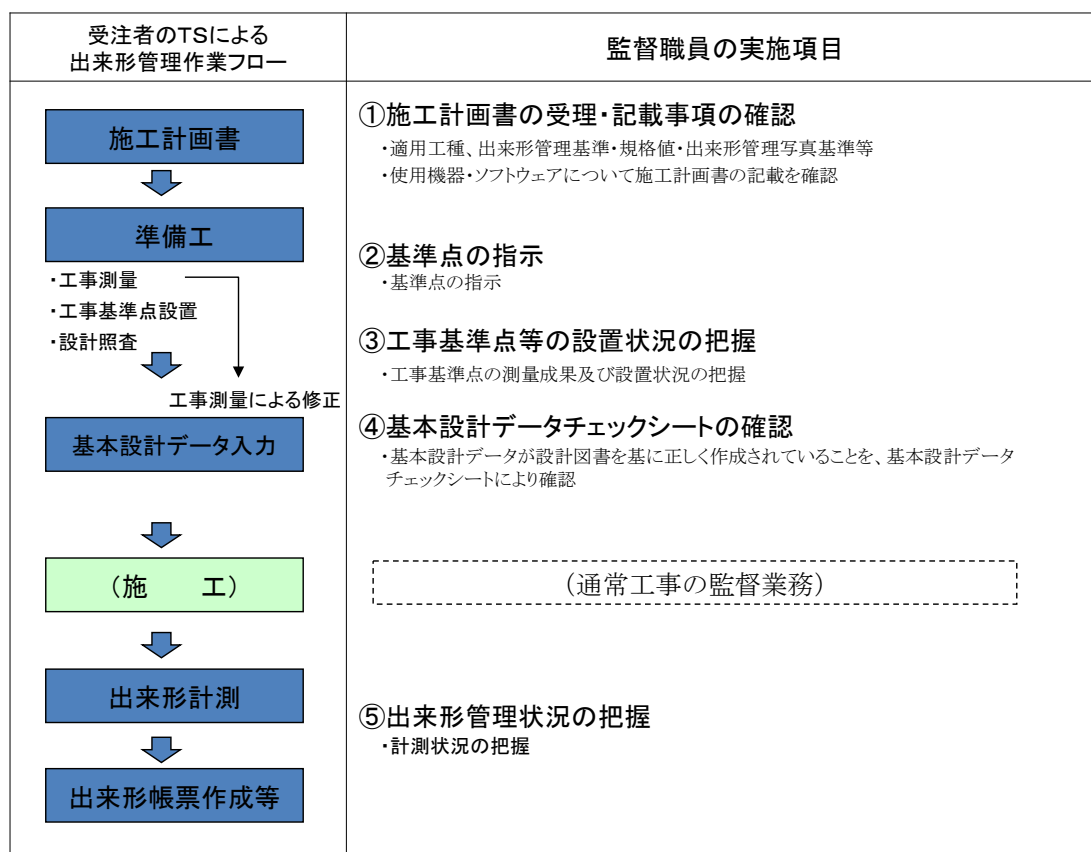 受注者のTSによる
出来形管理作業フロー
監督職員の実施項目
施工計画書
①施工計画書の受理・記載事項の確認
・適用工種、出来形管理基準・規格値・出来形管理写真基準等
・使用機器・ソフトウェアについて施工計画書の記載を確認
準備工
・工事測量
・工事基準点設置
・設計照査
工事測量による修正
②基準点の指示
・基準点の指示
③工事基準点等の設置状況の把握
・工事基準点の測量成果及び設置状況の把握
基本設計データ入力
④基本設計データチェックシートの確認
・基本設計データが設計図書を基に正しく作成されていることを、基本設計データ
チェックシートにより確認
(施 工)
(通常工事の監督業務)
出来形計測
⑤出来形管理状況の把握
・計測状況の把握
出来形帳票作成等